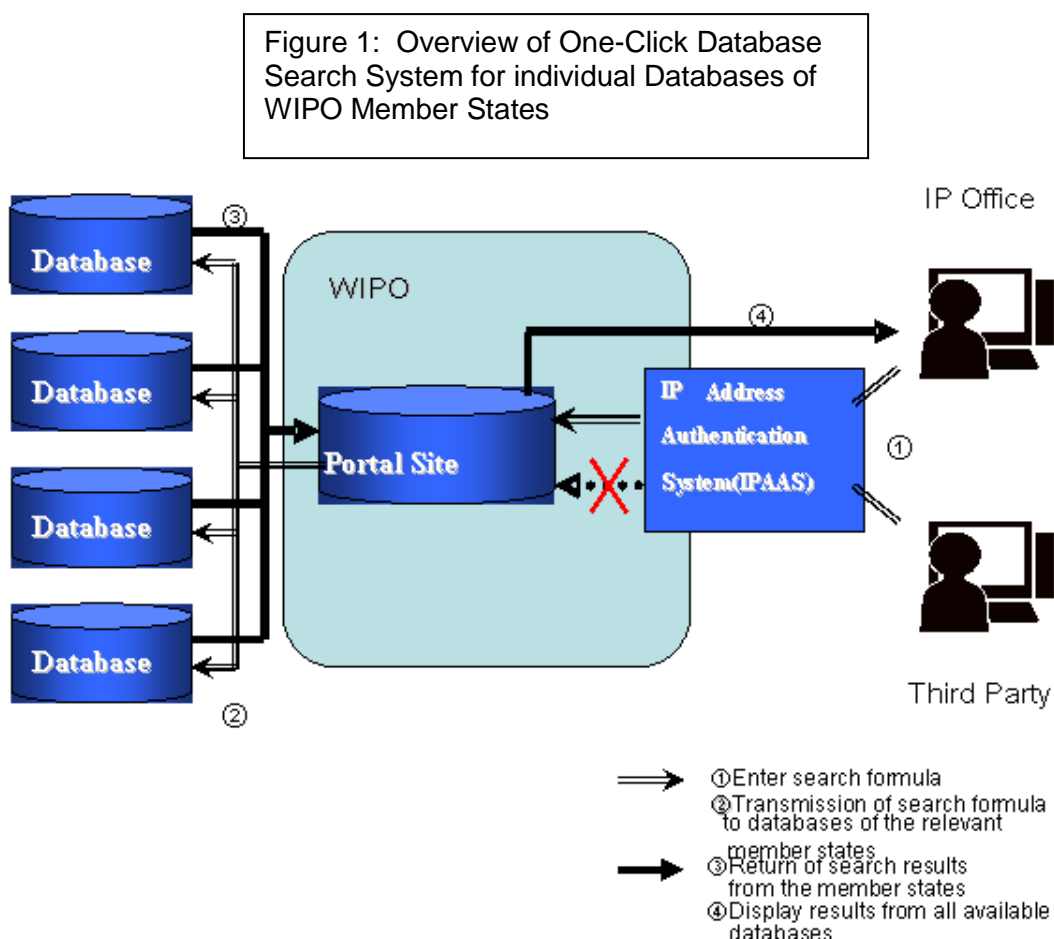 Figure 1: Overview of One-Click Database
Search System for individual Databases of
WIPO Member States
IP Office
③
Database
WIPO
④
Database
IP Address
Authentication
System(IPAAS)
①
Portal Site
Database
Database
②
Third Party
①Enter search formula
②Transmission of search formula
to databases of the relevant
member states
③Return of search results
from the member states
④Display results from all available
databases